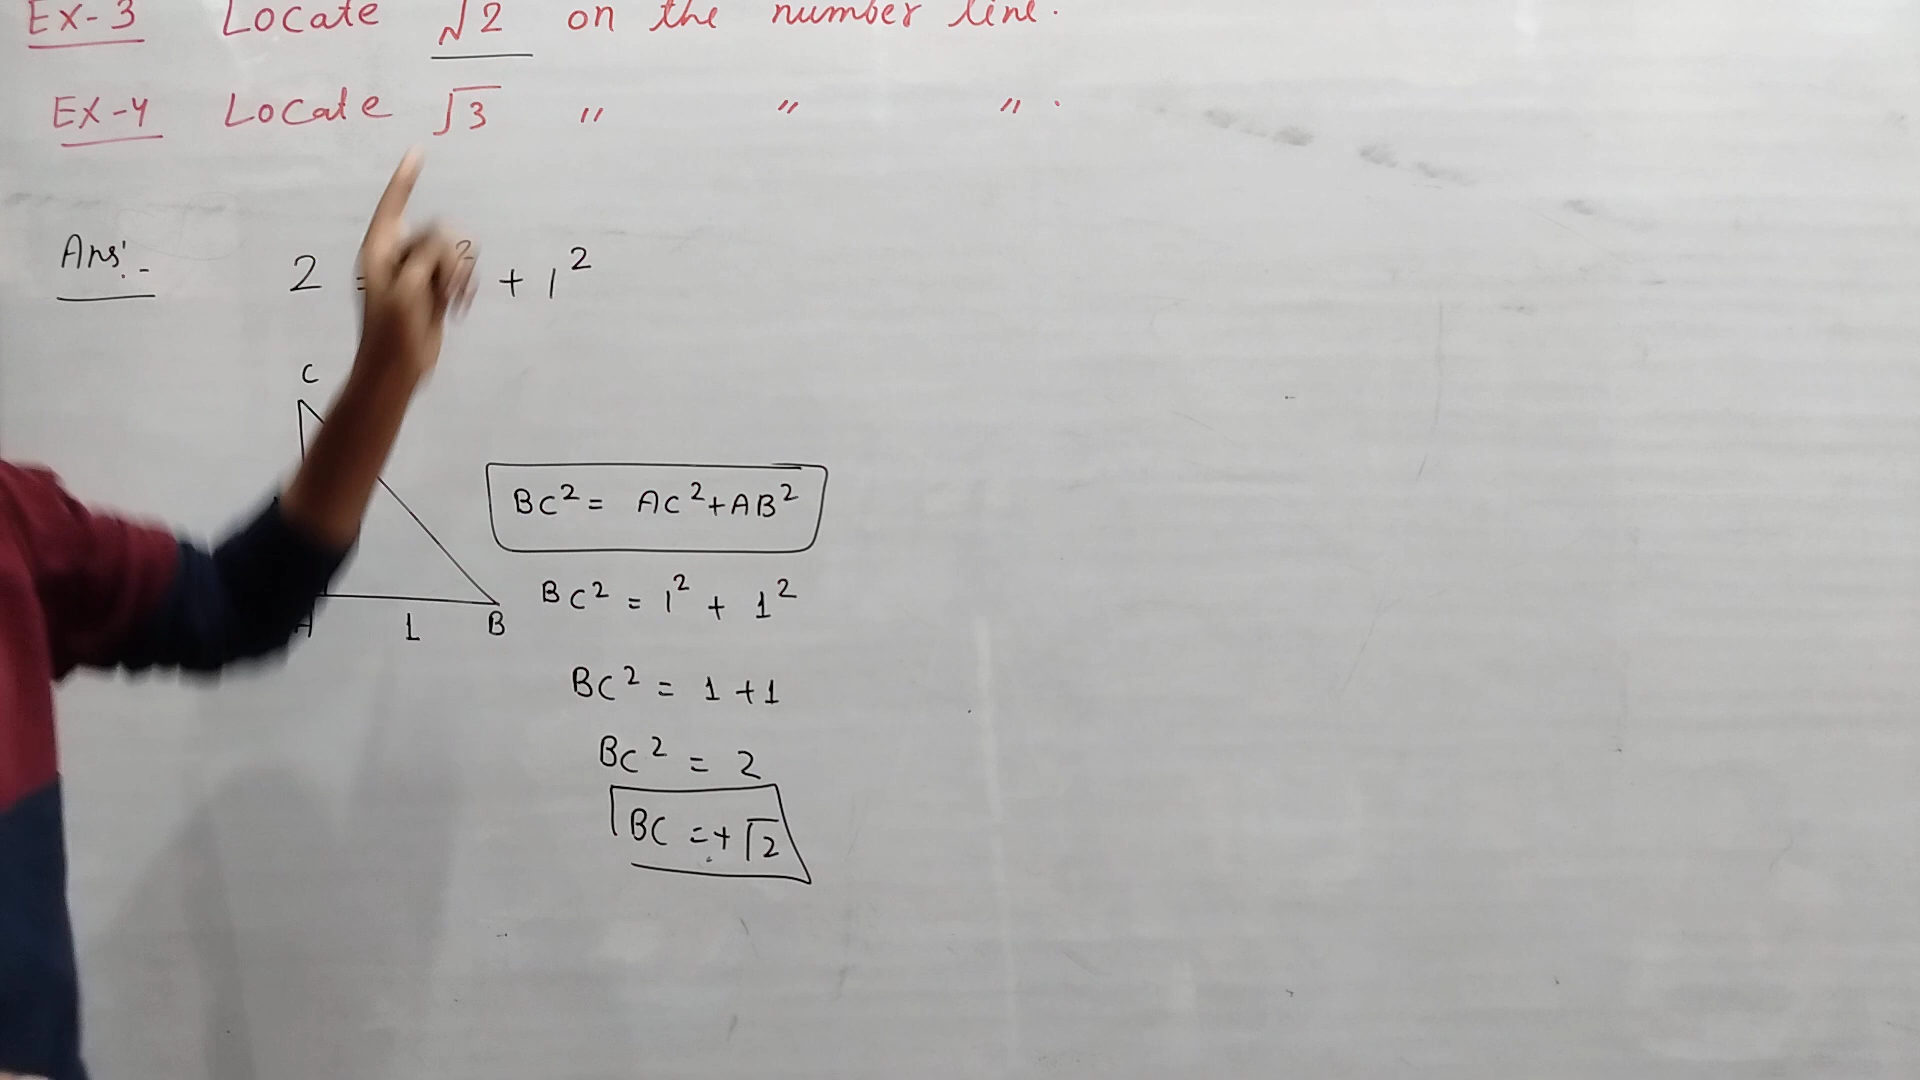 Ex-3 Locate √2 on the number line.
Ex-4 Locate √3 " " " .
Ans:-
2 = ² + 1²
C
A 1 B
BC² = AC² + AB²
BC² = 1² + 1²
BC² = 1 + 1
BC² = 2
BC = + √2